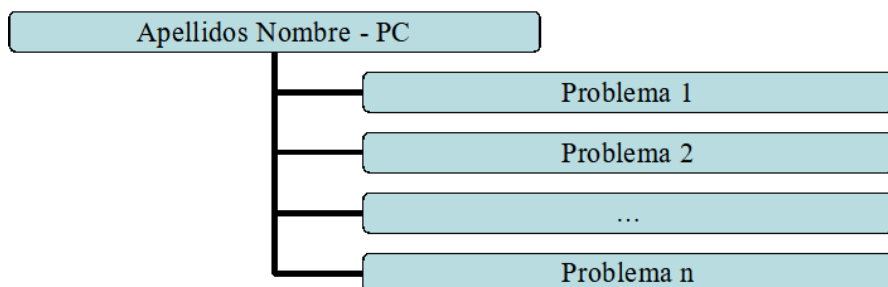 Apellidos Nombre - PC
Problema 1
Problema 2
...
Problema n